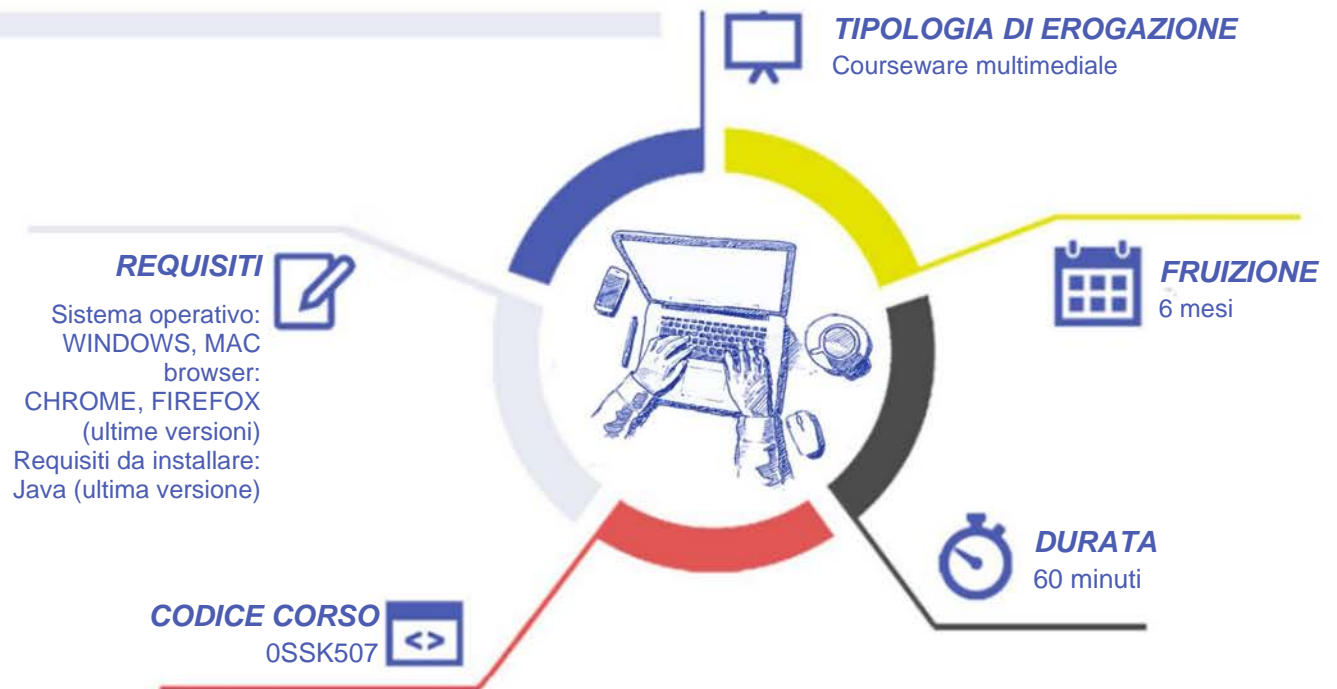 TIPOLOGIA DI EROGAZIONE
Courseware multimediale
REQUISITI
Sistema operativo:
WINDOWS, MAC
browser:
CHROME, FIREFOX
(ultime versioni)
Requisiti da installare:
Java (ultima versione)
FRUIZIONE
6 mesi
DURATA
60 minuti
CODICE CORSO
0SSK507